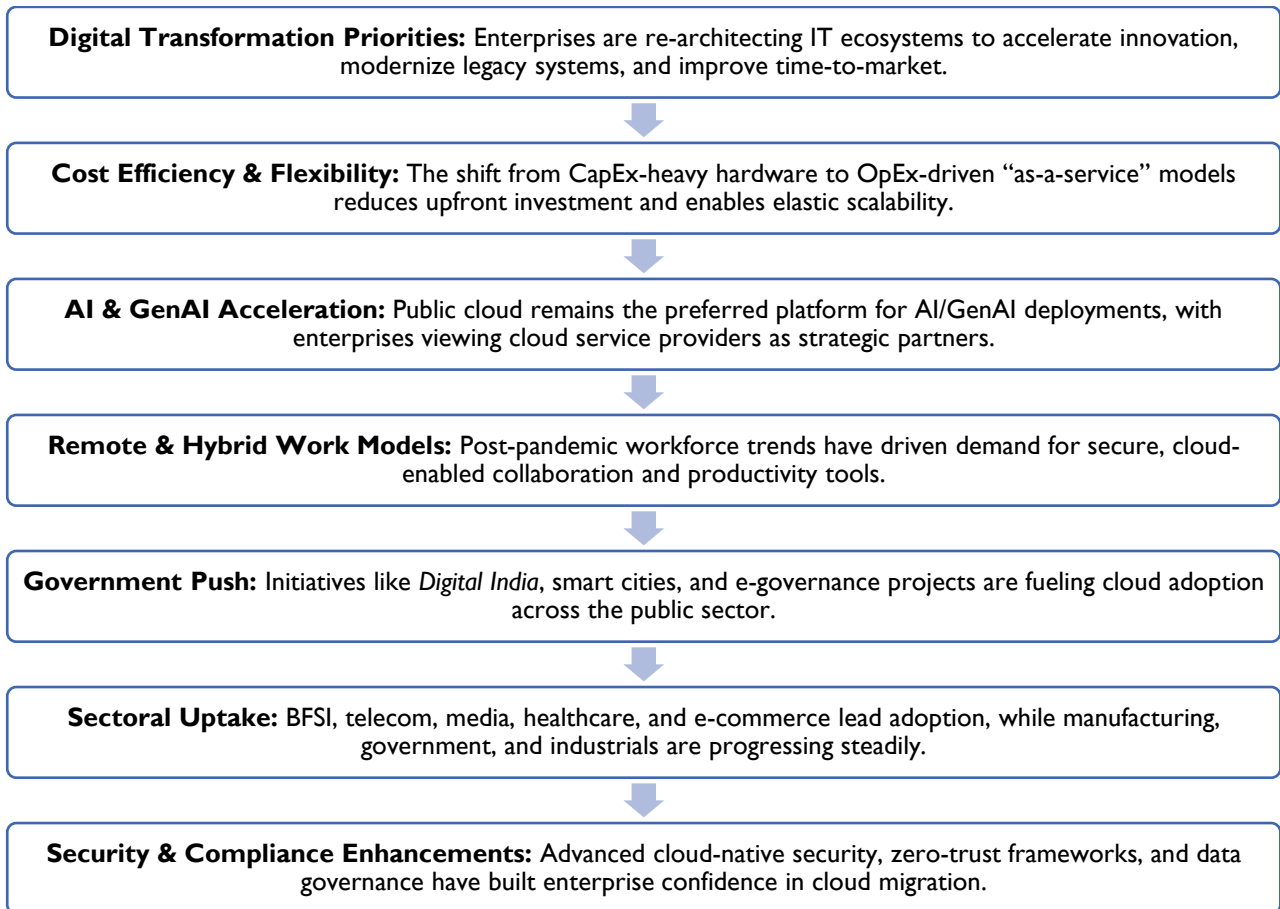 Digital Transformation Priorities: Enterprises are re-architecting IT ecosystems to accelerate innovation,
modernize legacy systems, and improve time-to-market.
Cost Efficiency & Flexibility: The shift from CapEx-heavy hardware to OpEx-driven “as-a-service” models
reduces upfront investment and enables elastic scalability.
AI & GenAI Acceleration: Public cloud remains the preferred platform for AI/GenAI deployments, with
enterprises viewing cloud service providers as strategic partners.
Remote & Hybrid Work Models: Post-pandemic workforce trends have driven demand for secure, cloud-
enabled collaboration and productivity tools.
Government Push: Initiatives like Digital India, smart cities, and e-governance projects are fueling cloud adoption
across the public sector.
Sectoral Uptake: BFSI, telecom, media, healthcare, and e-commerce lead adoption, while manufacturing,
government, and industrials are progressing steadily.
Security & Compliance Enhancements: Advanced cloud-native security, zero-trust frameworks, and data
governance have built enterprise confidence in cloud migration.